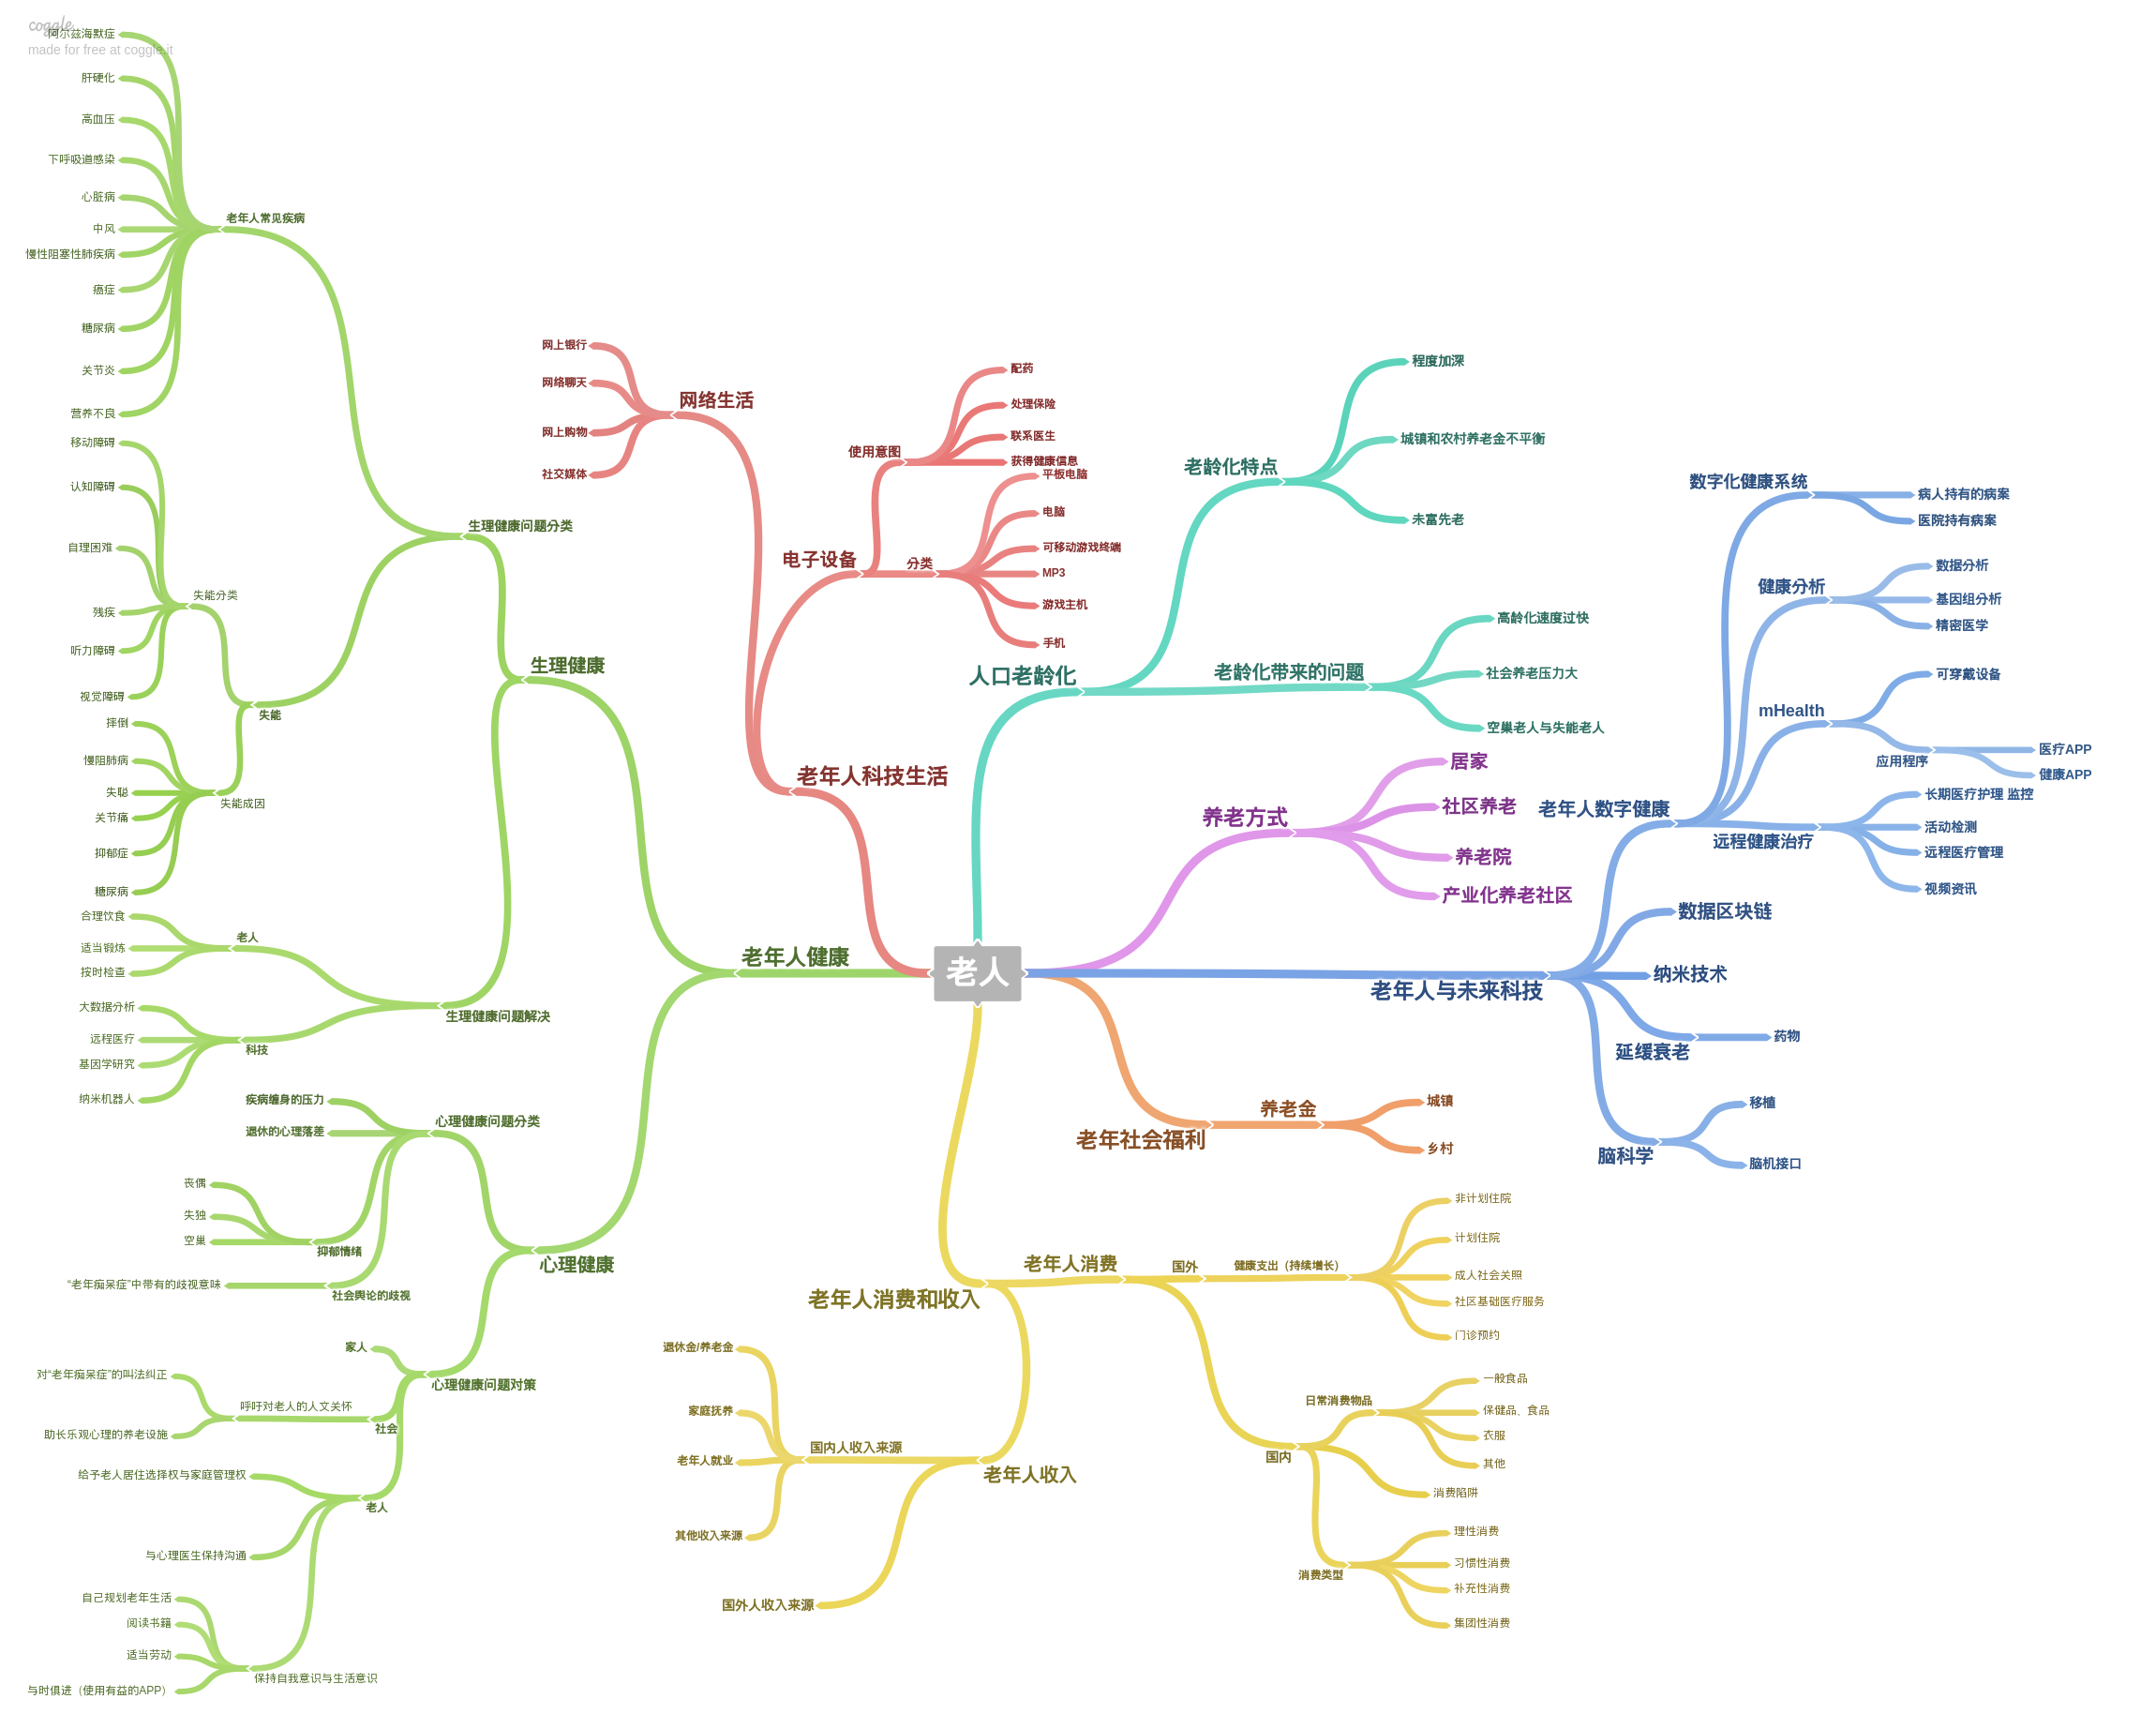 coggle
made for free at coggle.it
阿尔兹海默症
肝硬化
高血压
下呼吸道感染
心脏病
中风
慢性阻塞性肺疾病
癌症
糖尿病
关节炎
营养不良
老年人常见疾病
移动障碍
认知障碍
自理困难
残疾
听力障碍
视觉障碍
失能分类
摔倒
慢阻肺病
失聪
关节痛
抑郁症
糖尿病
失能成因
失能
生理健康问题分类
合理饮食
适当锻炼
按时检查
老人
大数据分析
远程医疗
基因学研究
纳米机器人
科技
生理健康问题解决
生理健康
疾病缠身的压力
退休的心理落差
丧偶
失独
空巢
抑郁情绪
“老年痴呆症”中带有的歧视意味
社会舆论的歧视
心理健康问题分类
家人
对“老年痴呆症”的叫法纠正
助长乐观心理的养老设施
呼吁对老人的人文关怀
社会
给予老人居住选择权与家庭管理权
与心理医生保持沟通
自己规划老年生活
阅读书籍
适当劳动
与时俱进（使用有益的APP）
保持自我意识与生活意识
老人
心理健康问题对策
心理健康
老年人健康
网上银行
网络聊天
网上购物
社交媒体
网络生活
配药
处理保险
联系医生
获得健康信息
使用意图
平板电脑
电脑
可移动游戏终端
MP3
游戏主机
手机
分类
电子设备
老年人科技生活
老人
人口老龄化
老龄化特点
程度加深
城镇和农村养老金不平衡
未富先老
老龄化带来的问题
高龄化速度过快
社会养老压力大
空巢老人与失能老人
养老方式
居家
社区养老
养老院
产业化养老社区
老年人与未来科技
老年人数字健康
数字化健康系统
病人持有的病案
医院持有病案
健康分析
数据分析
基因组分析
精密医学
mHealth
可穿戴设备
应用程序
医疗APP
健康APP
远程健康治疗
长期医疗护理 监控
活动检测
远程医疗管理
视频资讯
数据区块链
纳米技术
延缓衰老
药物
脑科学
移植
脑机接口
老年社会福利
养老金
城镇
乡村
老年人消费和收入
老年人消费
国外
健康支出（持续增长）
非计划住院
计划住院
成人社会关照
社区基础医疗服务
门诊预约
国内
日常消费物品
一般食品
保健品、食品
衣服
其他
消费陷阱
消费类型
理性消费
习惯性消费
补充性消费
集团性消费
老年人收入
国内人收入来源
退休金/养老金
家庭抚养
老年人就业
其他收入来源
国外人收入来源